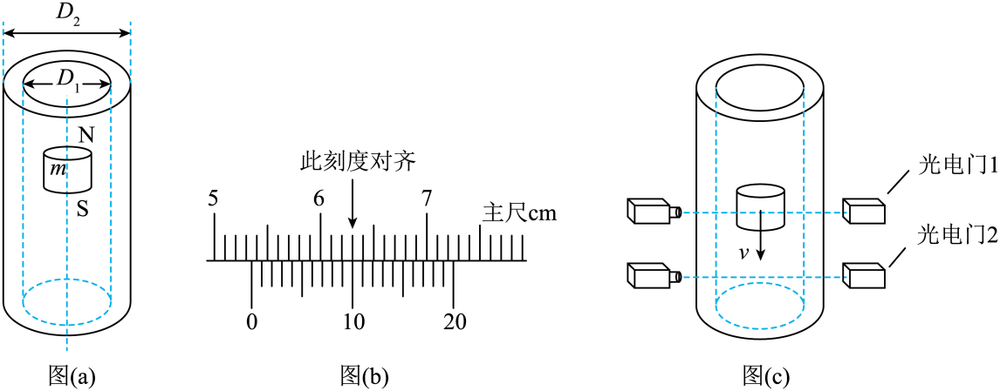 D₂
D₁
N
m
S
图(a)
此刻度对齐
5 6 7 主尺cm
0 10 20
图(b)
光电门1
光电门2
v
图(c)